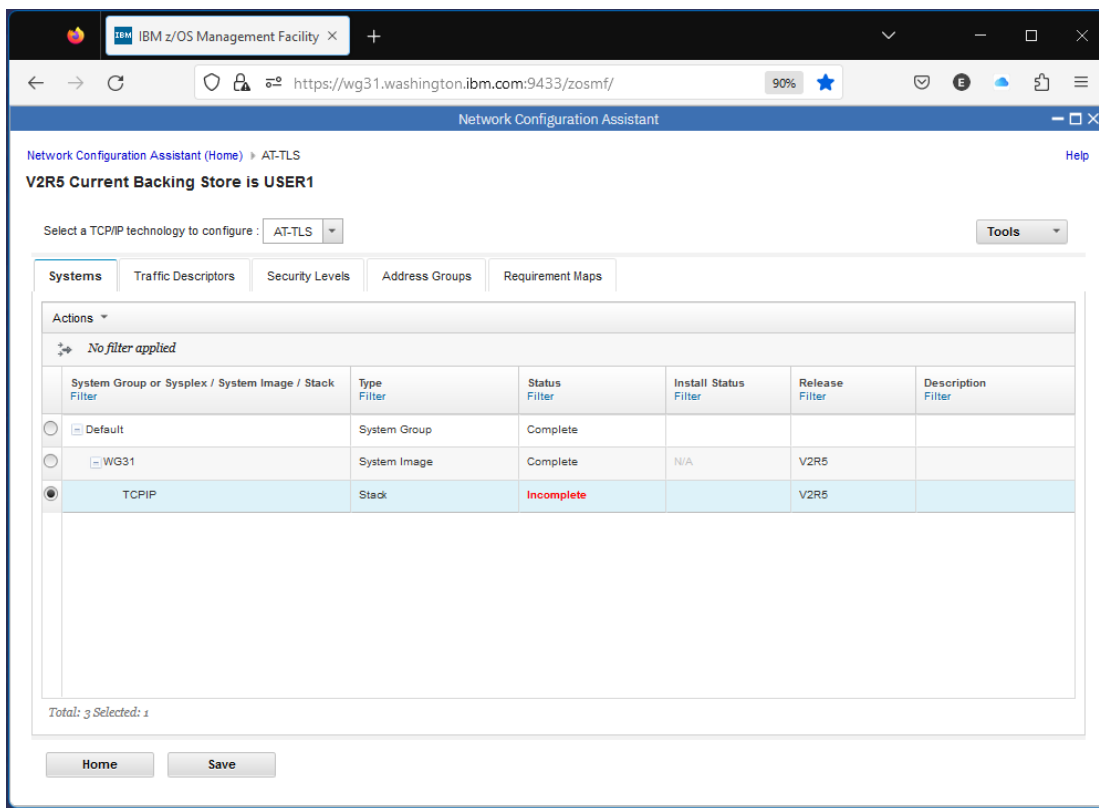 IBM IBM z/OS Management Facility
https://wg31.washington.ibm.com:9433/zosmf/ 90% E
Network Configuration Assistant
Network Configuration Assistant (Home) AT-TLS Help
V2R5 Current Backing Store is USER1
Select a TCP/IP technology to configure : AT-TLS Tools
Systems Traffic Descriptors Security Levels Address Groups Requirement Maps
Actions
No filter applied
System Group or Sysplex / System Image / Stack Type Status Install Status Release Description
Filter Filter Filter Filter Filter Filter
Default System Group Complete
WG31 System Image Complete N/A V2R5
TCPIP Stack Incomplete V2R5
Total: 3 Selected: 1
Home Save